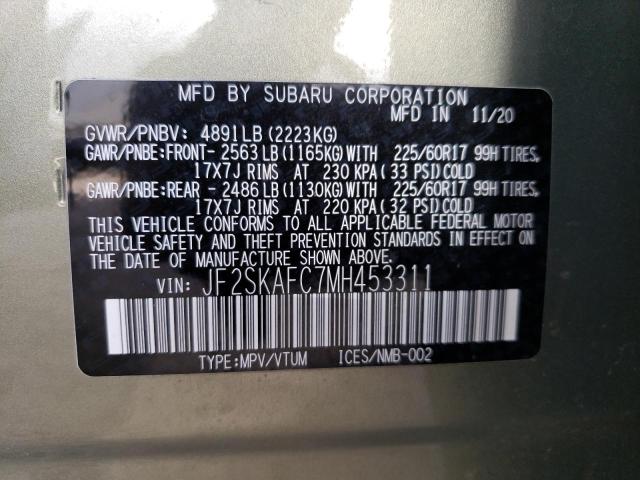 MFD BY SUBARU CORPORATION
MFD IN 11/20
GVWR/PNBV: 4891LB (2223KG)
GAWR/PNBE:FRONT- 2563 LB (1165KG) WITH 225/60R17 99H TIRES,
17X7J RIMS AT 230 KPA (33 PSI) COLD
GAWR/PNBE:REAR - 2486 LB (1130KG) WITH 225/60R17 99H TIRES,
17X7J RIMS AT 220 KPA (32 PSI) COLD
THIS VEHICLE CONFORMS TO ALL APPLICABLE FEDERAL MOTOR
VEHICLE SAFETY AND THEFT PREVENTION STANDARDS IN EFFECT ON
THE DATE OF MANUFACTURE SHOWN ABOVE.
VIN: JF2SKAFC7MH453311
TYPE:MPV/VTUM ICES/NMB-002